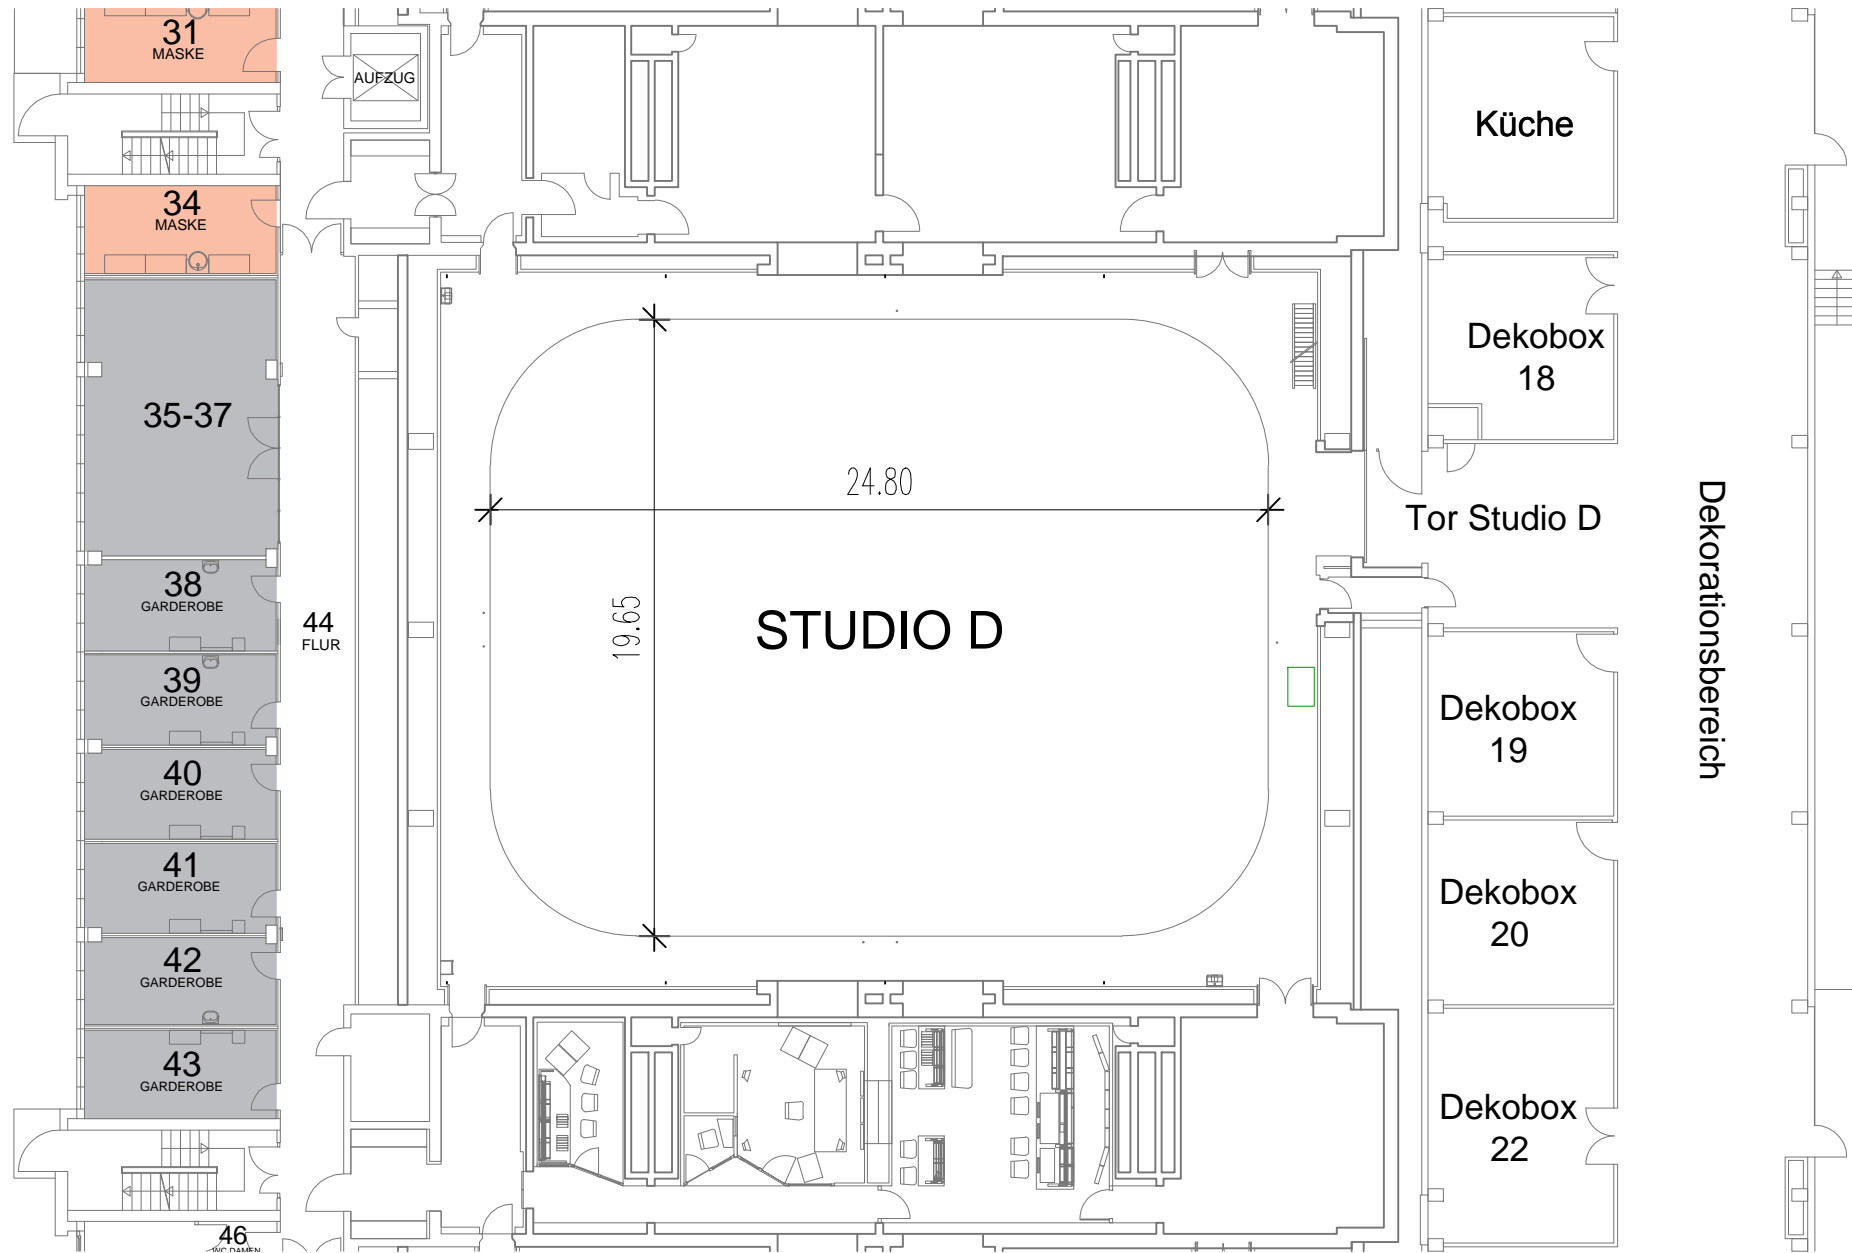 31
MASKE
AUFZUG
Küche
34
MASKE
Dekobox
18
35-37
24.80
Tor Studio D
Dekorationsbereich
38
GARDEROBE
44
FLUR
19.65
STUDIO D
39
GARDEROBE
Dekobox
19
40
GARDEROBE
41
GARDEROBE
Dekobox
20
42
GARDEROBE
43
GARDEROBE
Dekobox
22
46
WC DAMEN